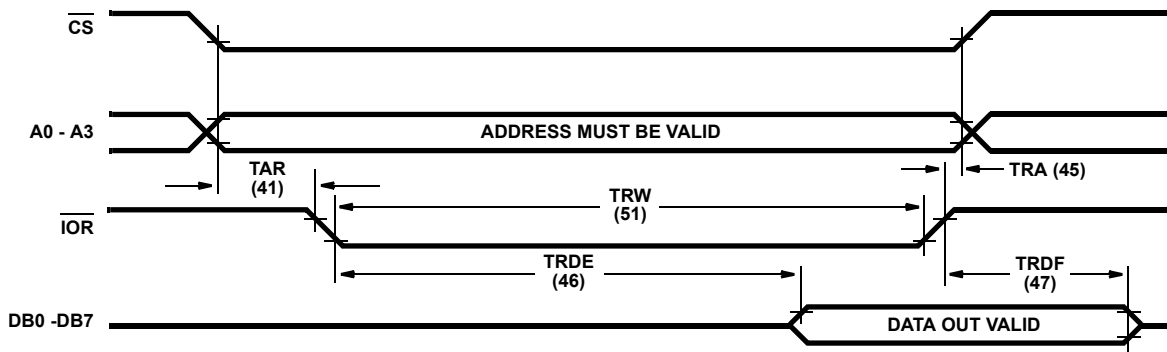 CS
A0 - A3
ADDRESS MUST BE VALID
TAR
(41)
TRA (45)
IOR
TRW
(51)
TRDE
(46)
TRDF
(47)
DB0 -DB7
DATA OUT VALID